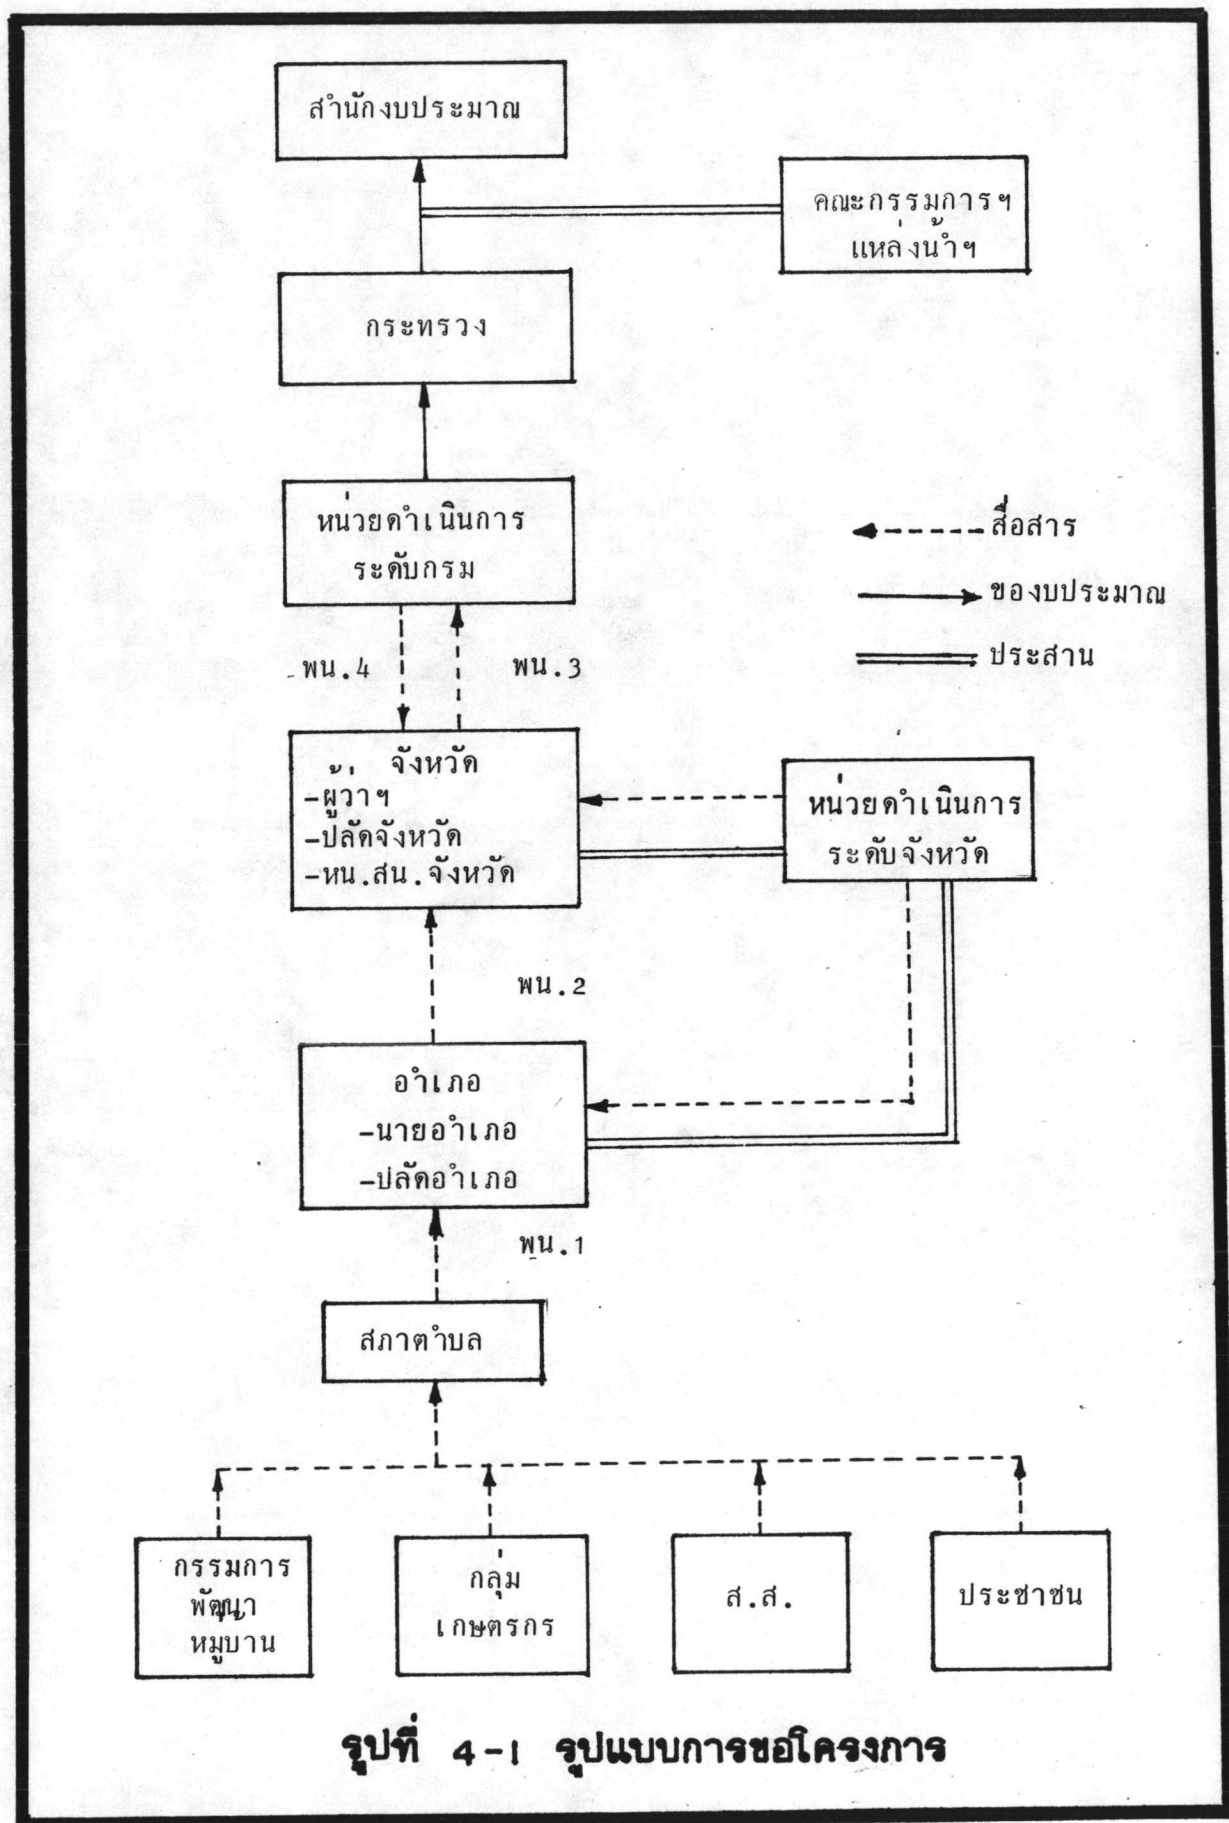 สำนักงบประมาณ
คณะกรรมการฯ
แหล่งน้ำฯ
กระทรวง
หน่วยดำเนินการ
ระดับกรม
สื่อสาร
ของบประมาณ
ประสาน
พน.4
พน.3
จังหวัด
-ผู้ว่าฯ
-ปลัดจังหวัด
-หน.สน.จังหวัด
หน่วยดำเนินการ
ระดับจังหวัด
พน.2
อำเภอ
-นายอำเภอ
-ปลัดอำเภอ
พน.1
สภาตำบล
กรรมการ
พัฒนา
หมู่บ้าน
กลุ่ม
เกษตรกร
ส.ส.
ประชาชน
รูปที่ 4-1 รูปแบบการขอโครงการ